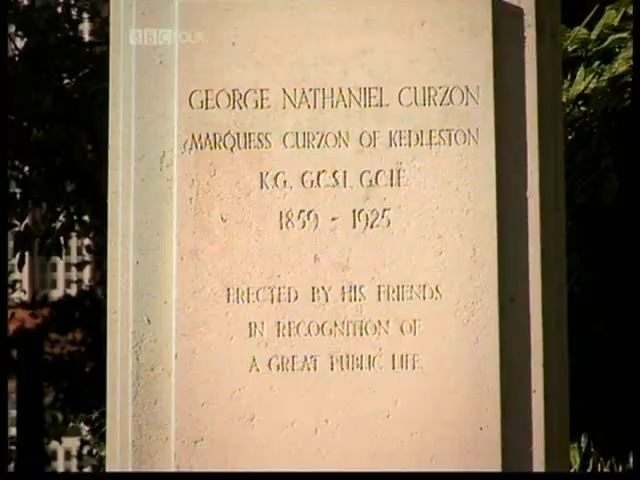 BBC FOUR
GEORGE NATHANIEL CURZON
MARQUESS CURZON OF KEDLESTON
K.G., G.C.S.I., G.C.I.E.
1859 - 1925
ERECTED BY HIS FRIENDS
IN RECOGNITION OF
A GREAT PUBLIC LIFE